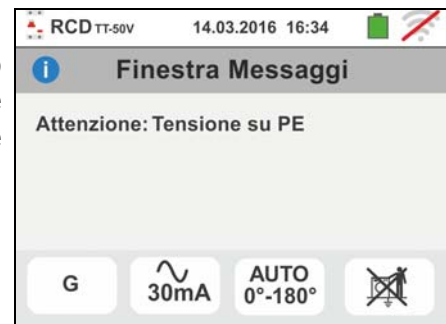 RCD TT-50V 14.03.2016 16:34
Finestra Messaggi
Attenzione: Tensione su PE
G
30mA
AUTO
0°-180°